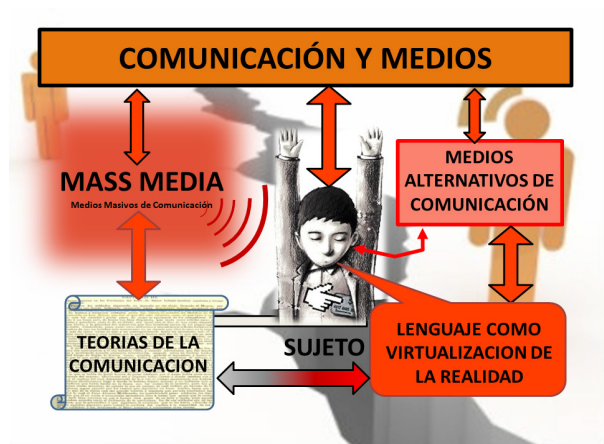 COMUNICACIÓN Y MEDIOS
MASS MEDIA
Medios Masivos de Comunicación
MEDIOS
ALTERNATIVOS DE
COMUNICACIÓN
TEORIAS DE LA
COMUNICACION
SUJETO
LENGUAJE COMO
VIRTUALIZACION DE
LA REALIDAD